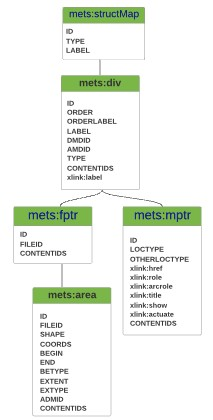 mets:structMap
ID
TYPE
LABEL
mets:div
ID
ORDER
ORDERLABEL
LABEL
DMDID
AMDID
TYPE
CONTENTIDS
xlink:label
mets:fptr
ID
FILEID
CONTENTIDS
mets:mptr
ID
LOCTYPE
OTHERLOCTYPE
xlink:href
xlink:role
xlink:arcrole
xlink:title
xlink:show
xlink:actuate
CONTENTIDS
mets:area
ID
FILEID
SHAPE
COORDS
BEGIN
END
BETYPE
EXTENT
EXTYPE
ADMID
CONTENTIDS